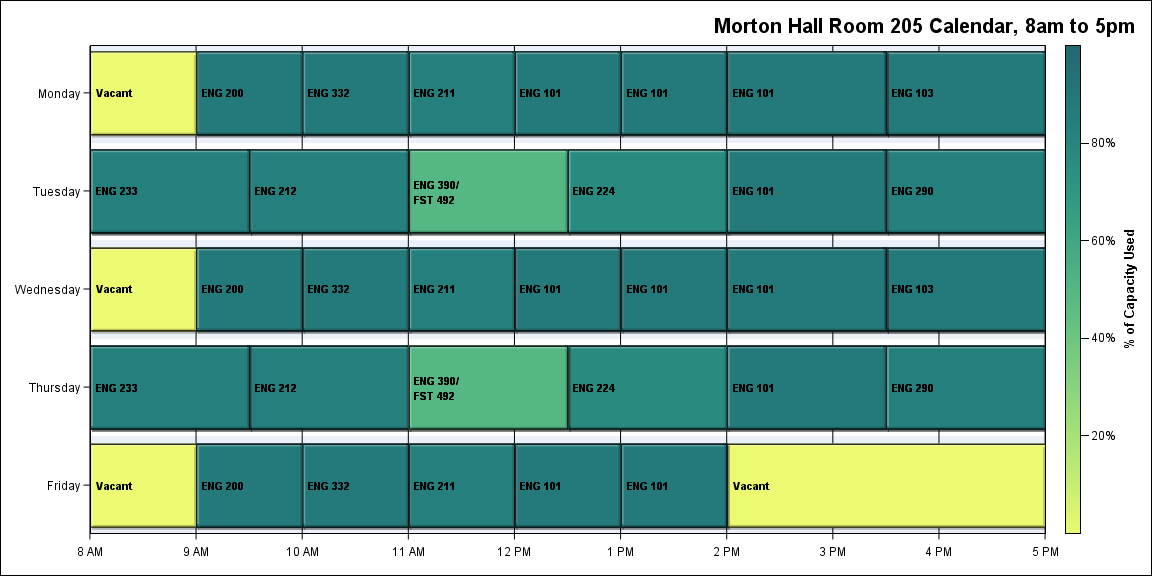 Morton Hall Room 205 Calendar, 8am to 5pm
Monday
Vacant
ENG 200
ENG 332
ENG 211
ENG 101
ENG 101
ENG 101
ENG 103
Tuesday
ENG 233
ENG 212
ENG 390/
FST 492
ENG 224
ENG 101
ENG 290
Wednesday
Vacant
ENG 200
ENG 332
ENG 211
ENG 101
ENG 101
ENG 101
ENG 103
Thursday
ENG 233
ENG 212
ENG 390/
FST 492
ENG 224
ENG 101
ENG 290
Friday
Vacant
ENG 200
ENG 332
ENG 211
ENG 101
ENG 101
Vacant
8 AM
9 AM
10 AM
11 AM
12 PM
1 PM
2 PM
3 PM
4 PM
5 PM
80%
60%
40%
20%
% of Capacity Used